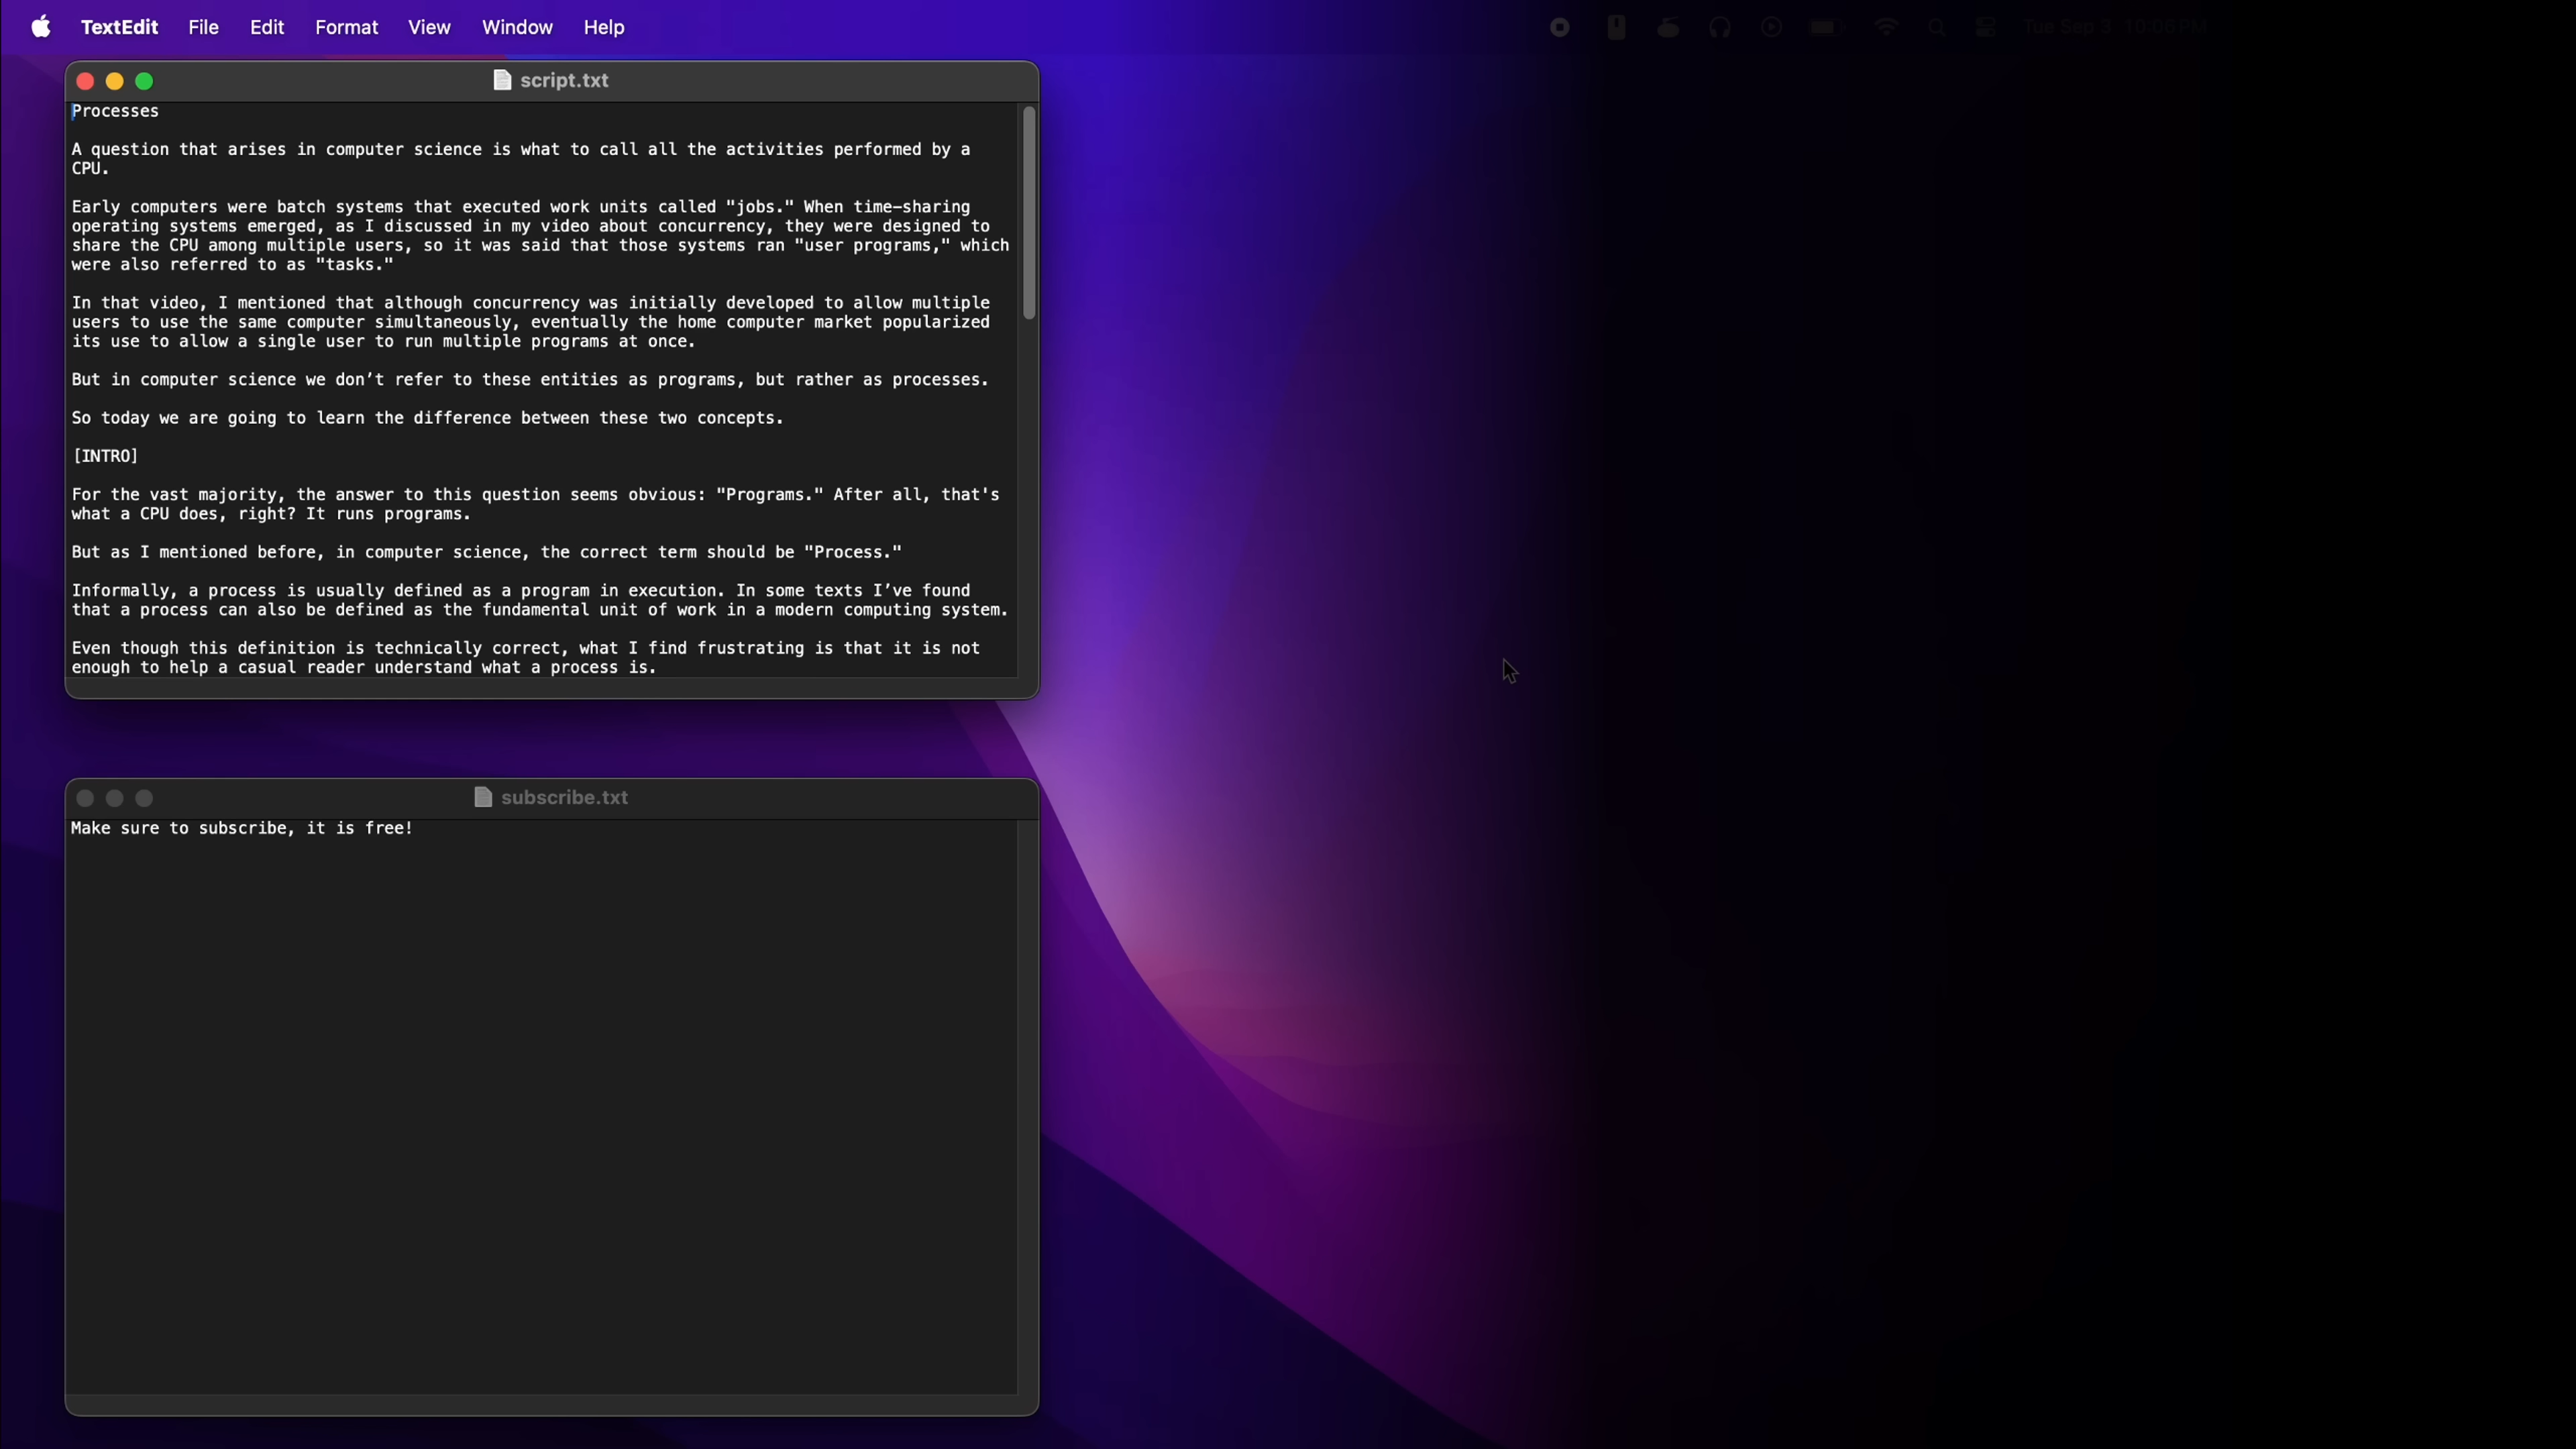 TextEdit File Edit Format View Window Help Tue Sep 3 10:06 PM
script.txt
Processes
A question that arises in computer science is what to call all the activities performed by a
CPU.
Early computers were batch systems that executed work units called "jobs." When time-sharing
operating systems emerged, as I discussed in my video about concurrency, they were designed to
share the CPU among multiple users, so it was said that those systems ran "user programs," which
were also referred to as "tasks."
In that video, I mentioned that although concurrency was initially developed to allow multiple
users to use the same computer simultaneously, eventually the home computer market popularized
its use to allow a single user to run multiple programs at once.
But in computer science we don’t refer to these entities as programs, but rather as processes.
So today we are going to learn the difference between these two concepts.
[INTRO]
For the vast majority, the answer to this question seems obvious: "Programs." After all, that's
what a CPU does, right? It runs programs.
But as I mentioned before, in computer science, the correct term should be "Process."
Informally, a process is usually defined as a program in execution. In some texts I’ve found
that a process can also be defined as the fundamental unit of work in a modern computing system.
Even though this definition is technically correct, what I find frustrating is that it is not
enough to help a casual reader understand what a process is.
subscribe.txt
Make sure to subscribe, it is free!